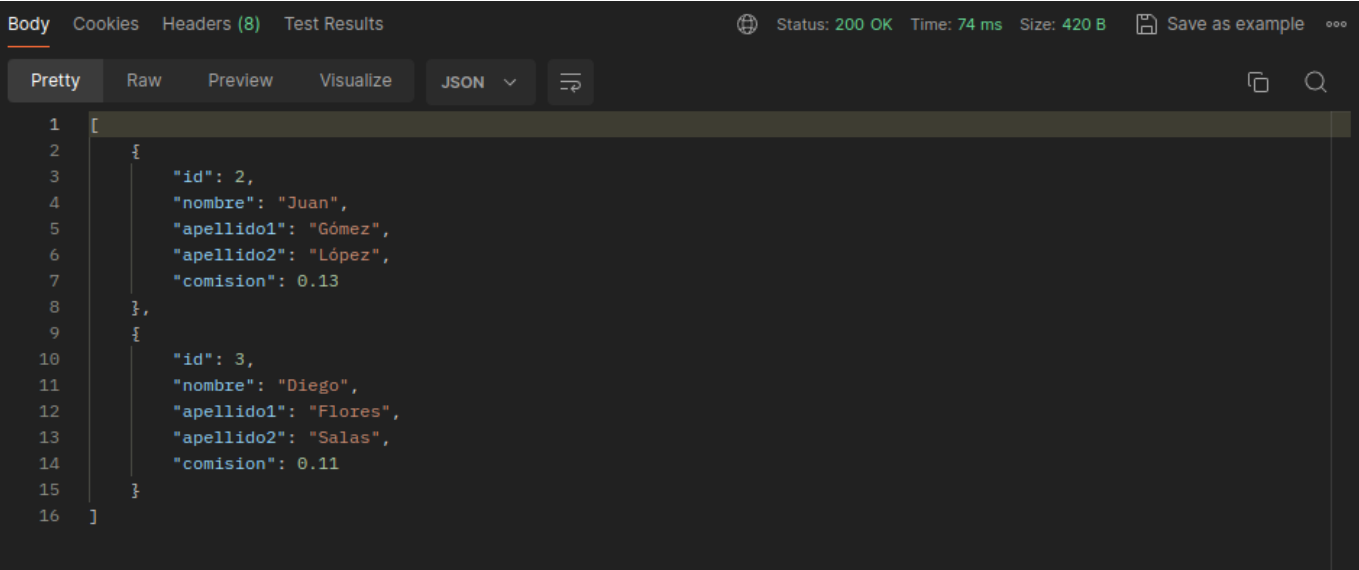 Body Cookies Headers (8) Test Results Status: 200 OK Time: 74 ms Size: 420 B Save as example
Pretty Raw Preview Visualize JSON
1 [
2 {
3 "id": 2,
4 "nombre": "Juan",
5 "apellido1": "Gómez",
6 "apellido2": "López",
7 "comision": 0.13
8 },
9 {
10 "id": 3,
11 "nombre": "Diego",
12 "apellido1": "Flores",
13 "apellido2": "Salas",
14 "comision": 0.11
15 }
16 ]